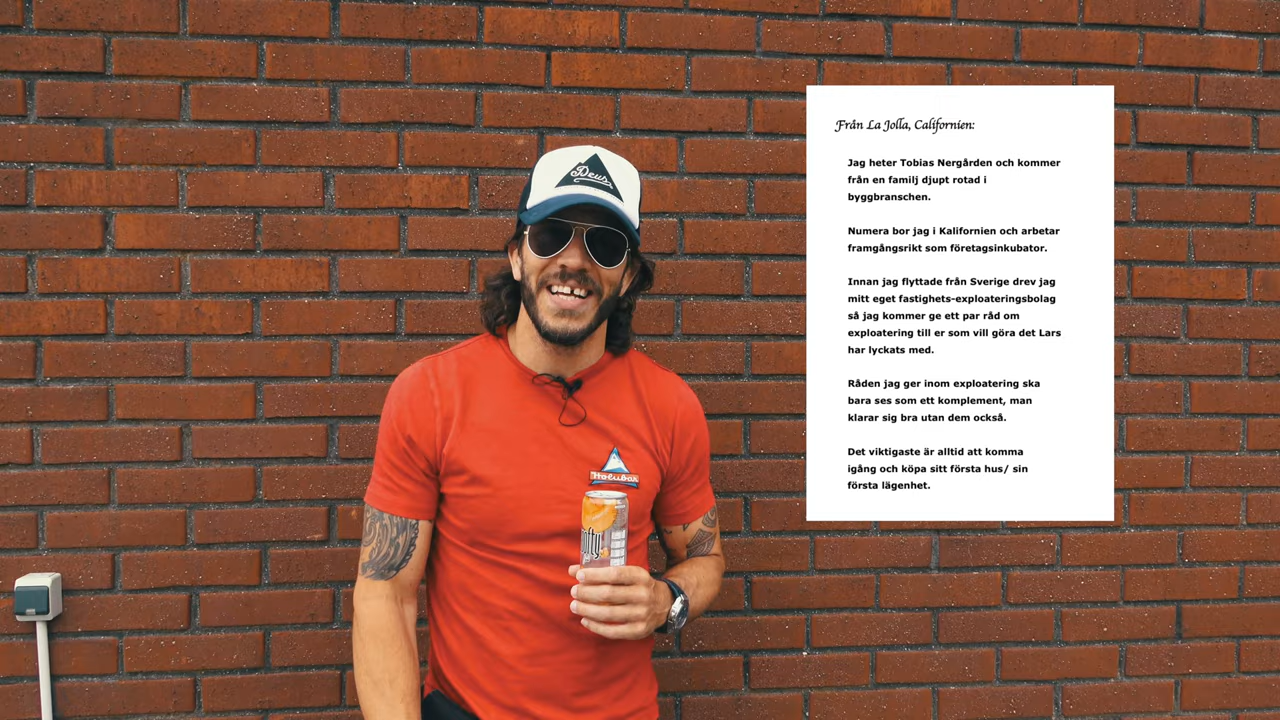 Deus
Från La Jolla, Californien:
Jag heter Tobias Nergården och kommer
från en familj djupt rotad i
byggbranschen.
Numera bor jag i Kalifornien och arbetar
framgångsrikt som företagsinkubator.
Innan jag flyttade från Sverige drev jag
mitt eget fastighets-exploateringsbolag
så jag kommer ge ett par råd om
exploatering till er som vill göra det Lars
har lyckats med.
Råden jag ger inom exploatering ska
bara ses som ett komplement, man
klarar sig bra utan dem också.
Det viktigaste är alltid att komma
igång och köpa sitt första hus/ sin
första lägenhet.
Holubar